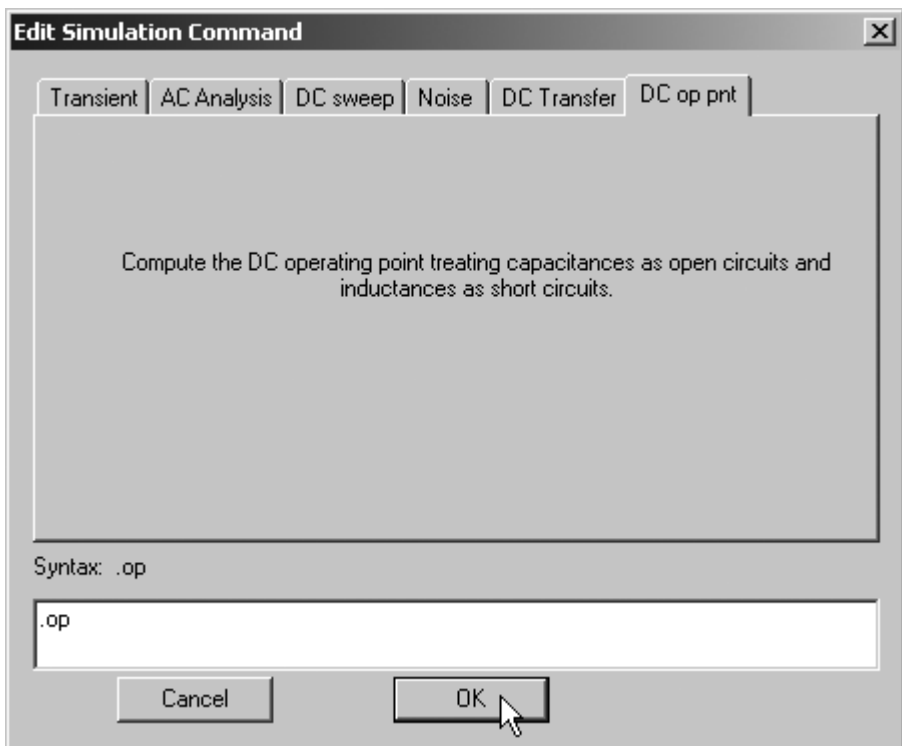 Edit Simulation Command
Transient AC Analysis DC sweep Noise DC Transfer DC op pnt
Compute the DC operating point treating capacitances as open circuits and
inductances as short circuits.
Syntax: .op
.op
Cancel OK